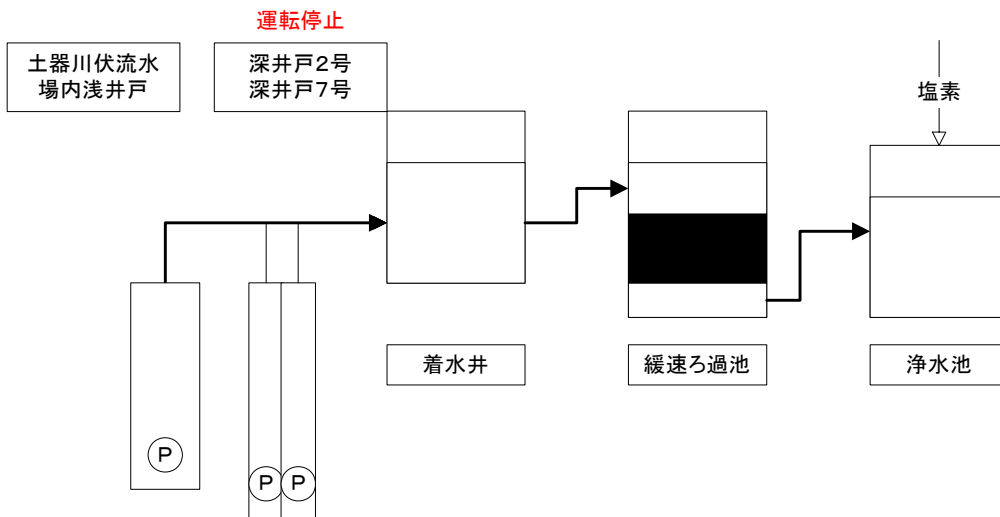 運転停止
土器川伏流水
場内浅井戸
深井戸2号
深井戸7号
塩素
着水井
緩速ろ過池
浄水池
P
P
P